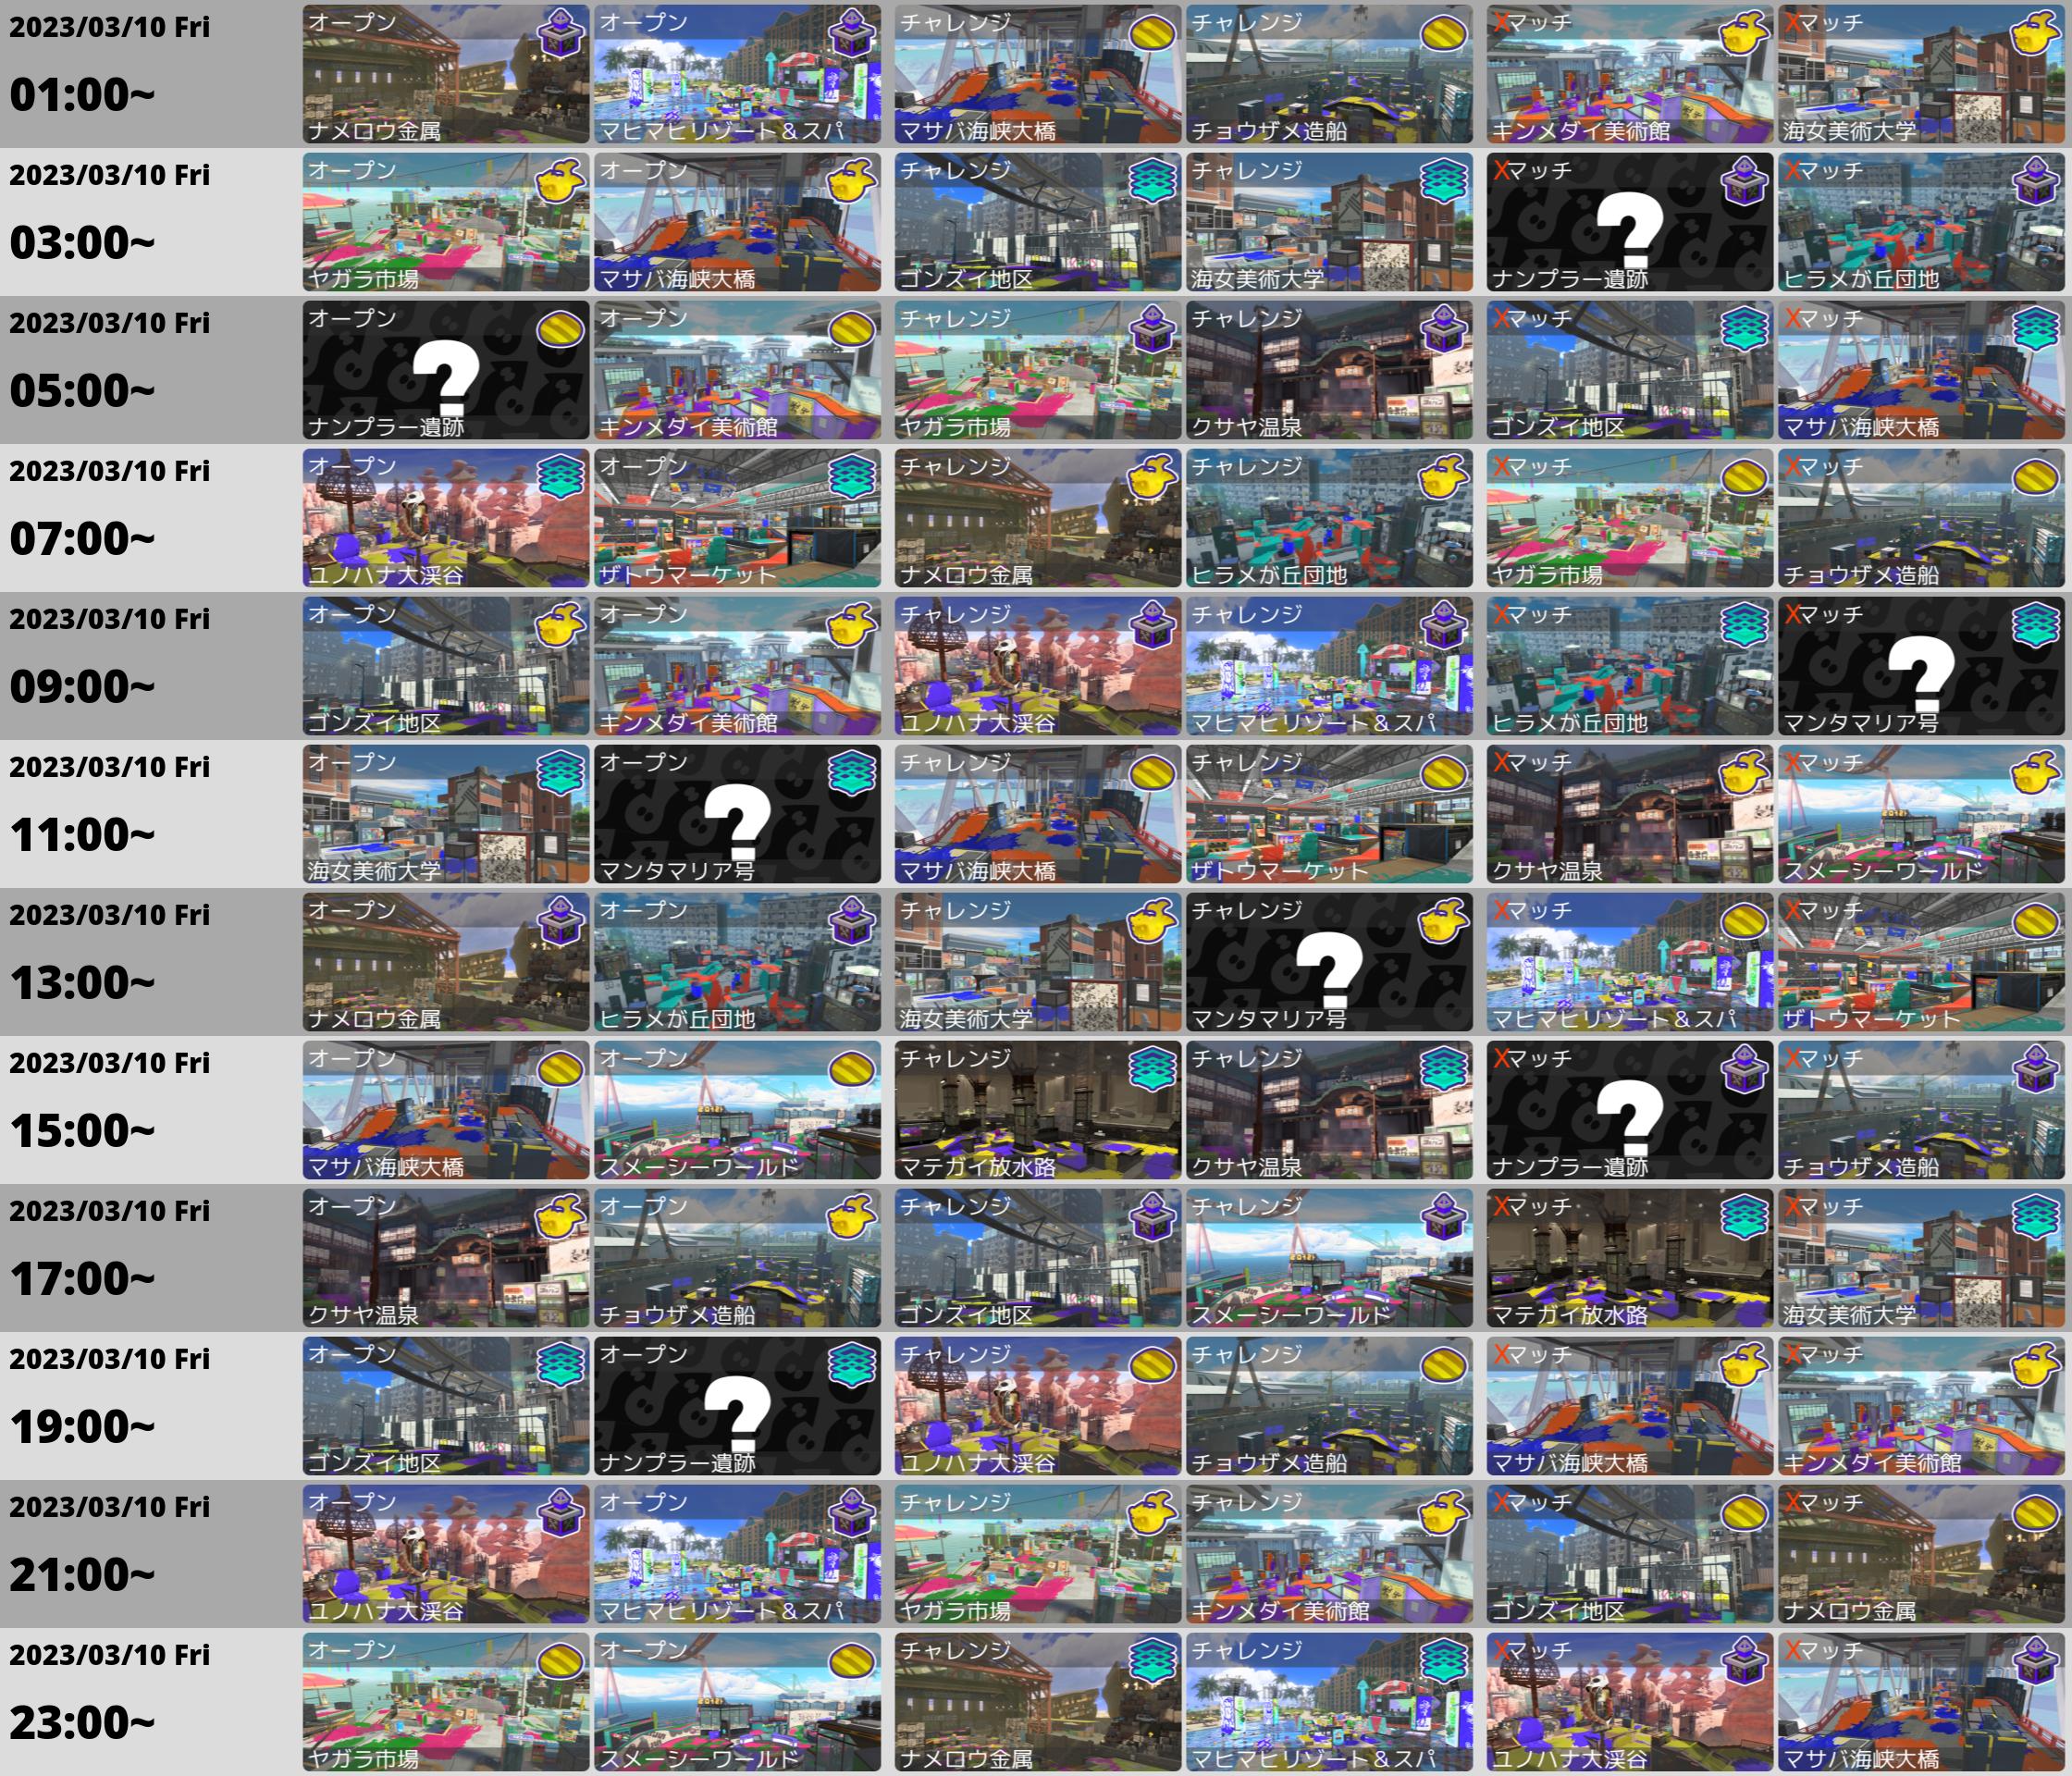 2023/03/10 Fri
01:00~
オープン
ナメロウ金属
オープン
マヒマヒリゾート＆スパ
チャレンジ
マサバ海峡大橋
チャレンジ
チョウザメ造船
Xマッチ
キンメダイ美術館
Xマッチ
海女美術大学
2023/03/10 Fri
03:00~
オープン
ヤガラ市場
オープン
マサバ海峡大橋
チャレンジ
ゴンズイ地区
チャレンジ
海女美術大学
Xマッチ
ナンプラー遺跡
Xマッチ
ヒラメが丘団地
2023/03/10 Fri
05:00~
オープン
ナンプラー遺跡
オープン
キンメダイ美術館
チャレンジ
ヤガラ市場
チャレンジ
クサヤ温泉
Xマッチ
ゴンズイ地区
Xマッチ
マサバ海峡大橋
2023/03/10 Fri
07:00~
オープン
ユノハナ大渓谷
オープン
ザトウマーケット
チャレンジ
ナメロウ金属
チャレンジ
ヒラメが丘団地
Xマッチ
ヤガラ市場
Xマッチ
チョウザメ造船
2023/03/10 Fri
09:00~
オープン
ゴンズイ地区
オープン
キンメダイ美術館
チャレンジ
ユノハナ大渓谷
チャレンジ
マヒマヒリゾート＆スパ
Xマッチ
ヒラメが丘団地
Xマッチ
マンタマリア号
2023/03/10 Fri
11:00~
オープン
海女美術大学
オープン
マンタマリア号
チャレンジ
マサバ海峡大橋
チャレンジ
ザトウマーケット
Xマッチ
クサヤ温泉
Xマッチ
スメーシーワールド
2023/03/10 Fri
13:00~
オープン
ナメロウ金属
オープン
ヒラメが丘団地
チャレンジ
海女美術大学
チャレンジ
マンタマリア号
Xマッチ
マヒマヒリゾート＆スパ
Xマッチ
ザトウマーケット
2023/03/10 Fri
15:00~
オープン
マサバ海峡大橋
オープン
スメーシーワールド
チャレンジ
マテガイ放水路
チャレンジ
クサヤ温泉
Xマッチ
ナンプラー遺跡
Xマッチ
チョウザメ造船
2023/03/10 Fri
17:00~
オープン
クサヤ温泉
オープン
チョウザメ造船
チャレンジ
ゴンズイ地区
チャレンジ
スメーシーワールド
Xマッチ
マテガイ放水路
Xマッチ
海女美術大学
2023/03/10 Fri
19:00~
オープン
ゴンズイ地区
オープン
ナンプラー遺跡
チャレンジ
ユノハナ大渓谷
チャレンジ
チョウザメ造船
Xマッチ
マサバ海峡大橋
Xマッチ
キンメダイ美術館
2023/03/10 Fri
21:00~
オープン
ユノハナ大渓谷
オープン
マヒマヒリゾート＆スパ
チャレンジ
ヤガラ市場
チャレンジ
キンメダイ美術館
Xマッチ
ゴンズイ地区
Xマッチ
ナメロウ金属
2023/03/10 Fri
23:00~
オープン
ヤガラ市場
オープン
スメーシーワールド
チャレンジ
ナメロウ金属
チャレンジ
マヒマヒリゾート＆スパ
Xマッチ
ユノハナ大渓谷
Xマッチ
マサバ海峡大橋